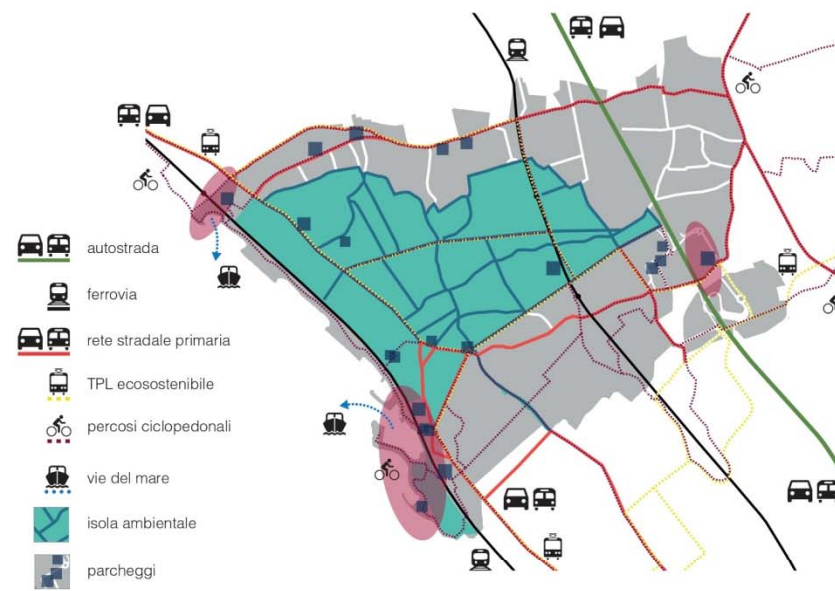 autostrada
ferrovia
rete stradale primaria
TPL ecosostenibile
percosi ciclopedonali
vie del mare
isola ambientale
parcheggi